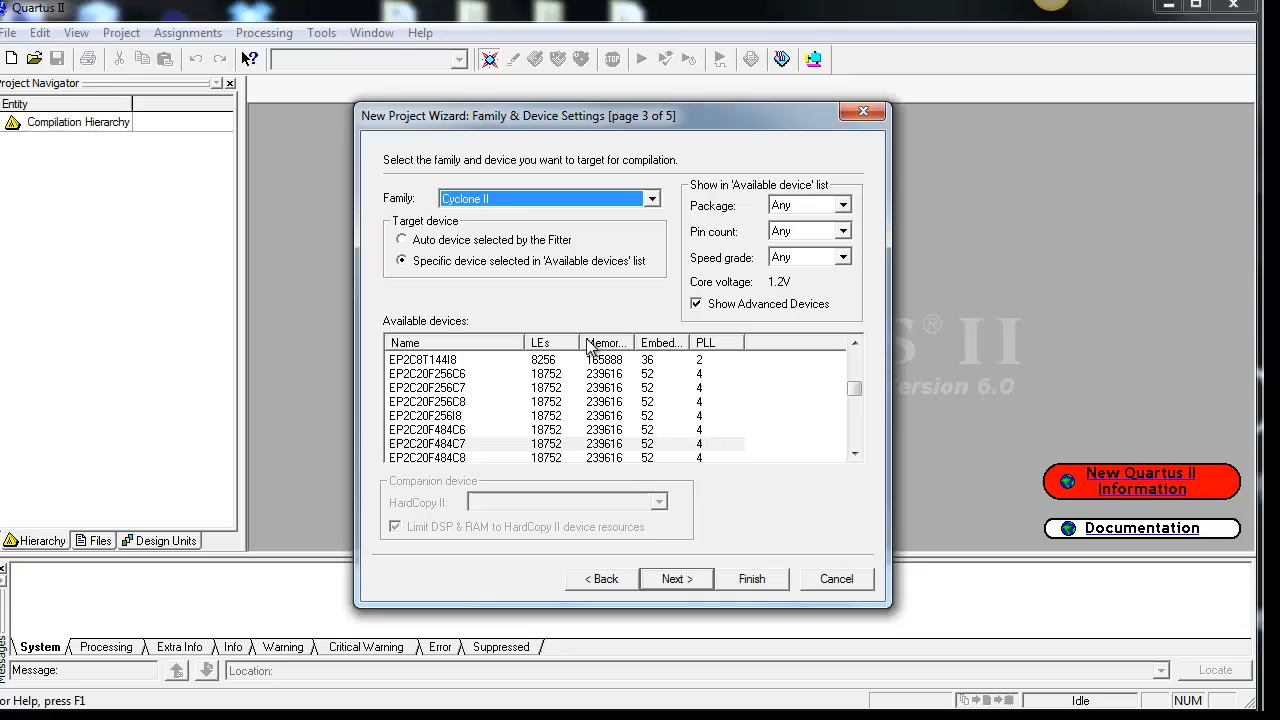 Quartus II
File Edit View Project Assignments Processing Tools Window Help
Project Navigator
Entity
Compilation Hierarchy
New Project Wizard: Family & Device Settings [page 3 of 5]
Select the family and device you want to target for compilation.
Family: Cyclone II
Target device
Auto device selected by the Fitter
Specific device selected in 'Available devices' list
Show in 'Available device' list
Package: Any
Pin count: Any
Speed grade: Any
Core voltage: 1.2V
Show Advanced Devices
Available devices:
Name LEs Memor... Embed... PLL
EP2C8T144I8 8256 165888 36 2
EP2C20F256C6 18752 239616 52 4
EP2C20F256C7 18752 239616 52 4
EP2C20F256C8 18752 239616 52 4
EP2C20F256I8 18752 239616 52 4
EP2C20F484C6 18752 239616 52 4
EP2C20F484C7 18752 239616 52 4
EP2C20F484C8 18752 239616 52 4
Companion device
HardCopy II:
Limit DSP & RAM to HardCopy II device resources
< Back Next > Finish Cancel
S® II
Version 6.0
New Quartus II
Information
Documentation
Hierarchy Files Design Units
System Processing Extra Info Info Warning Critical Warning Error Suppressed
Messages
Message: Location: Locate
or Help, press F1 Idle NUM